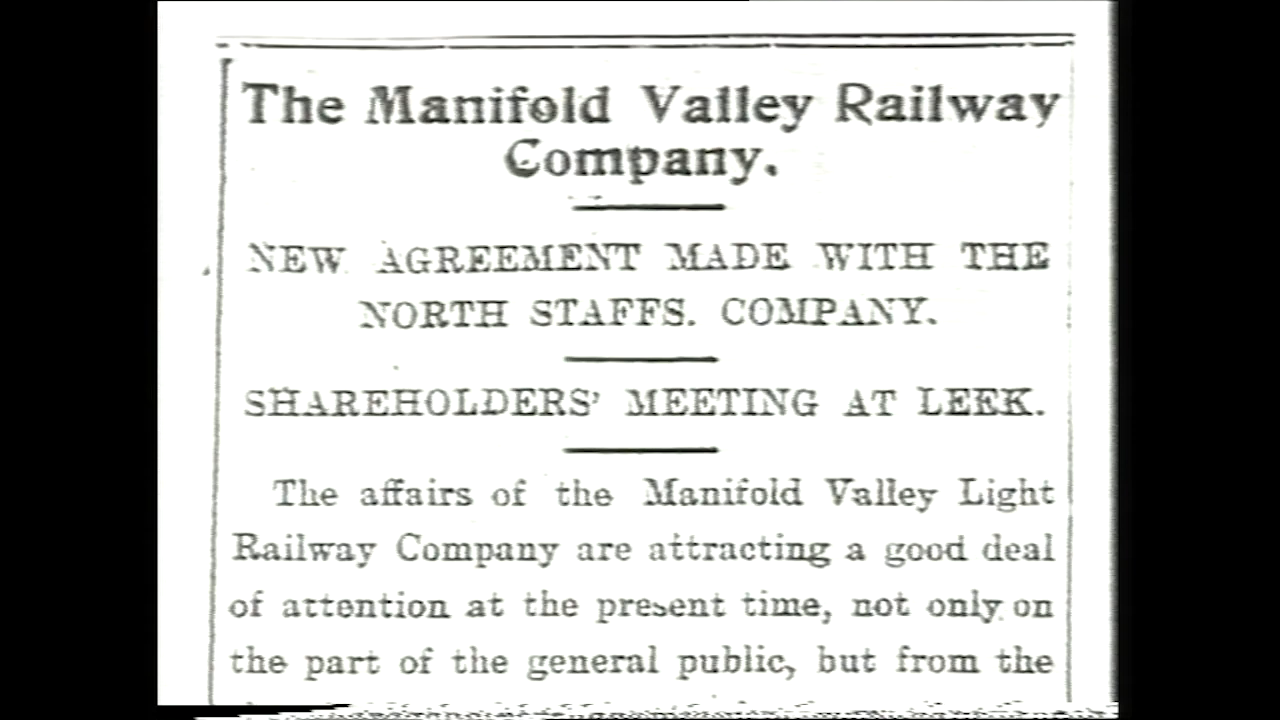 The Manifold Valley Railway
Company.
NEW AGREEMENT MADE WITH THE
NORTH STAFFS. COMPANY.
SHAREHOLDERS' MEETING AT LEEK.
The affairs of the Manifold Valley Light
Railway Company are attracting a good deal
of attention at the present time, not only on
the part of the general public, but from the